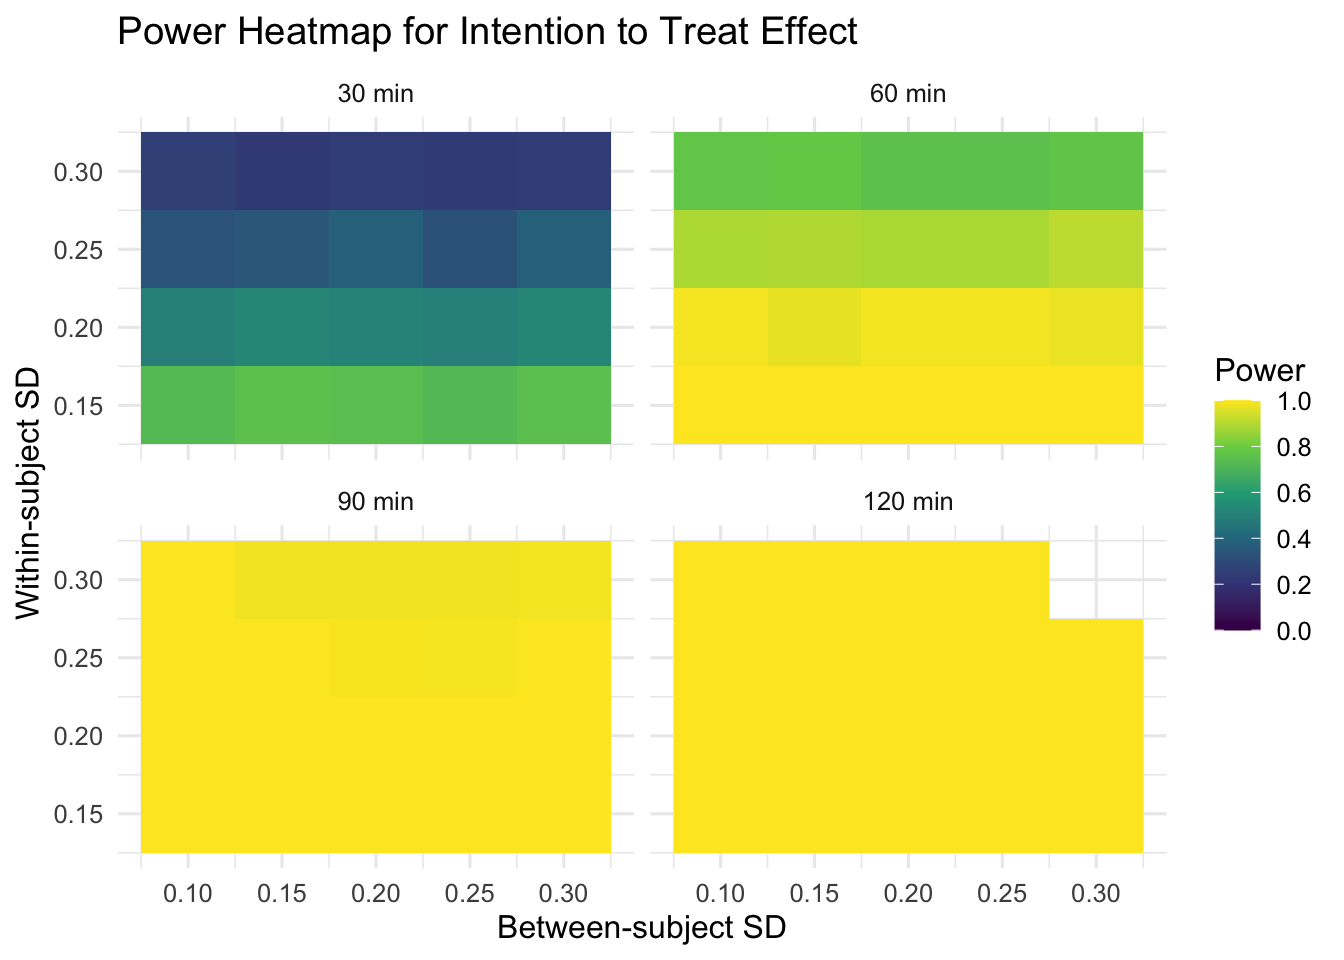 Power Heatmap for Intention to Treat Effect
30 min
60 min
0.30
0.25
0.20
0.15
90 min
120 min
0.30
0.25
0.20
0.15
0.10 0.15 0.20 0.25 0.30
0.10 0.15 0.20 0.25 0.30
Between-subject SD
Within-subject SD
Power
1.0
0.8
0.6
0.4
0.2
0.0